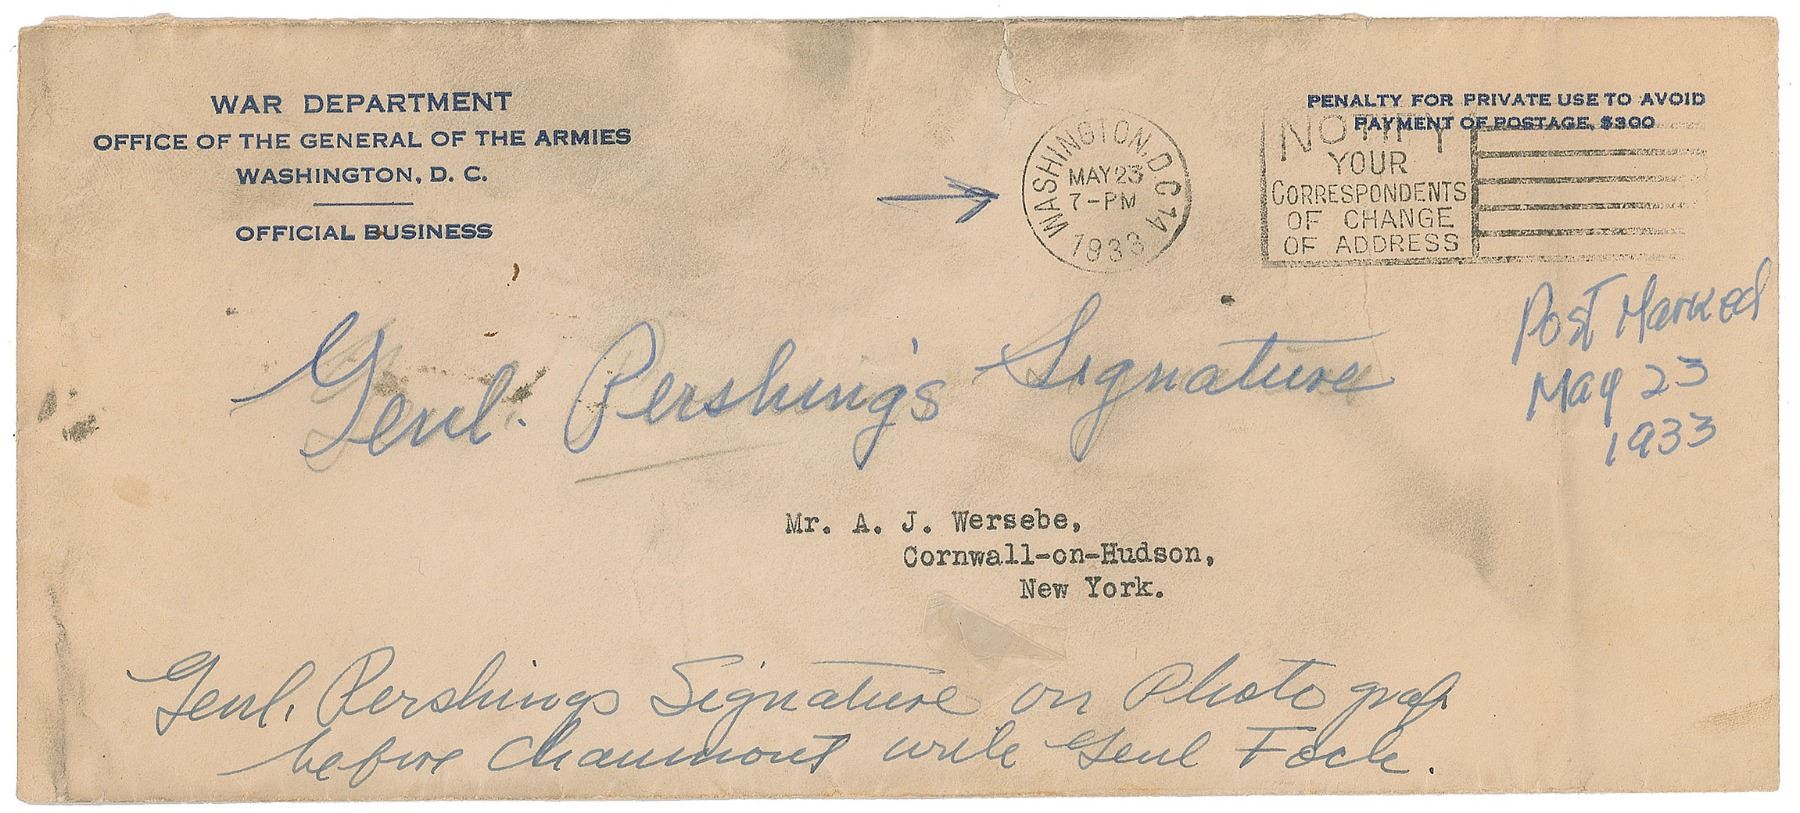 WAR DEPARTMENT
OFFICE OF THE GENERAL OF THE ARMIES
WASHINGTON, D. C.
OFFICIAL BUSINESS
WASHINGTON, D.C. 14
MAY 23
7-PM
1933
PENALTY FOR PRIVATE USE TO AVOID
PAYMENT OF POSTAGE, $300
NOTIFY
YOUR
CORRESPONDENTS
OF CHANGE
OF ADDRESS
Post Marked
May 23
1933
Genl. Pershing's Signature
Mr. A. J. Wersebe,
Cornwall-on-Hudson,
New York.
Genl. Pershings Signature on Photo graph
before Chaumont with Genl Foch.